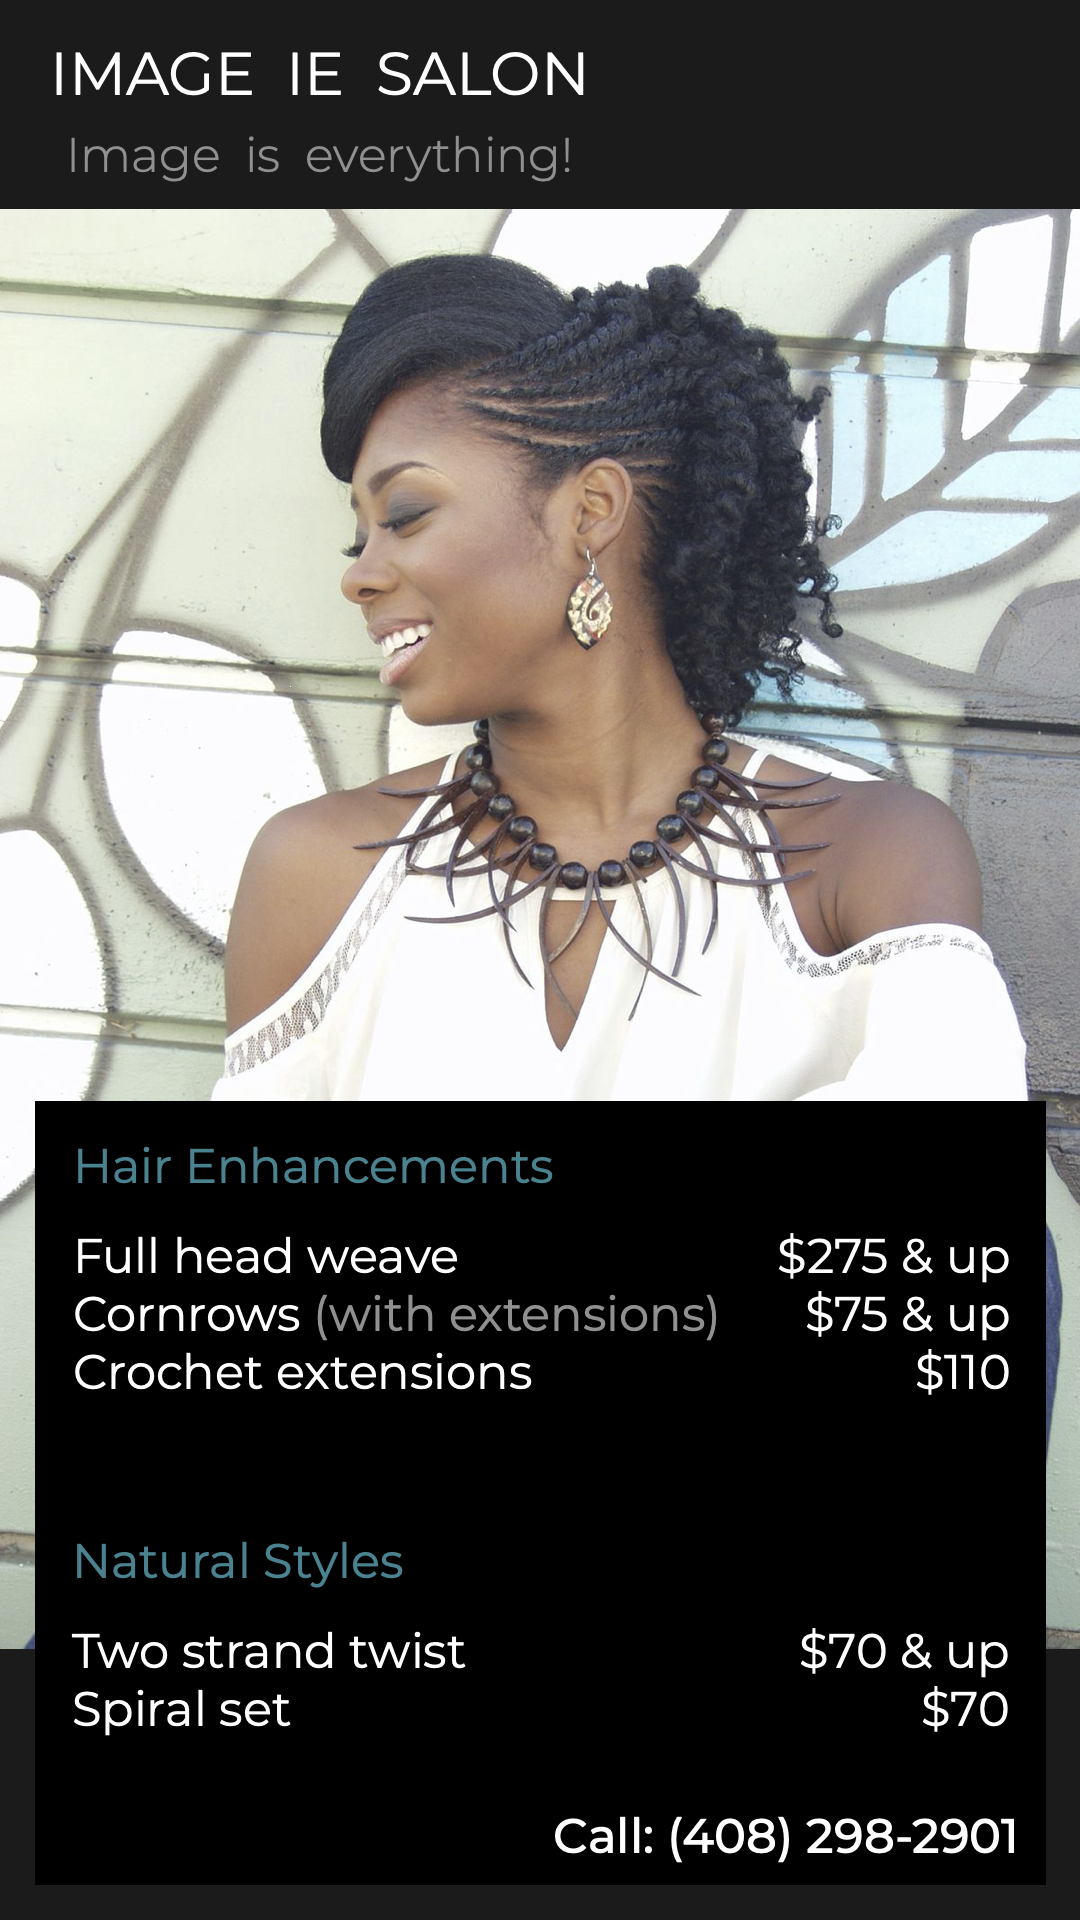 IMAGE IE SALON
Image is everything!
Hair Enhancements
Full head weave $275 & up
Cornrows (with extensions) $75 & up
Crochet extensions $110
Natural Styles
Two strand twist $70 & up
Spiral set $70
Call: (408) 298-2901